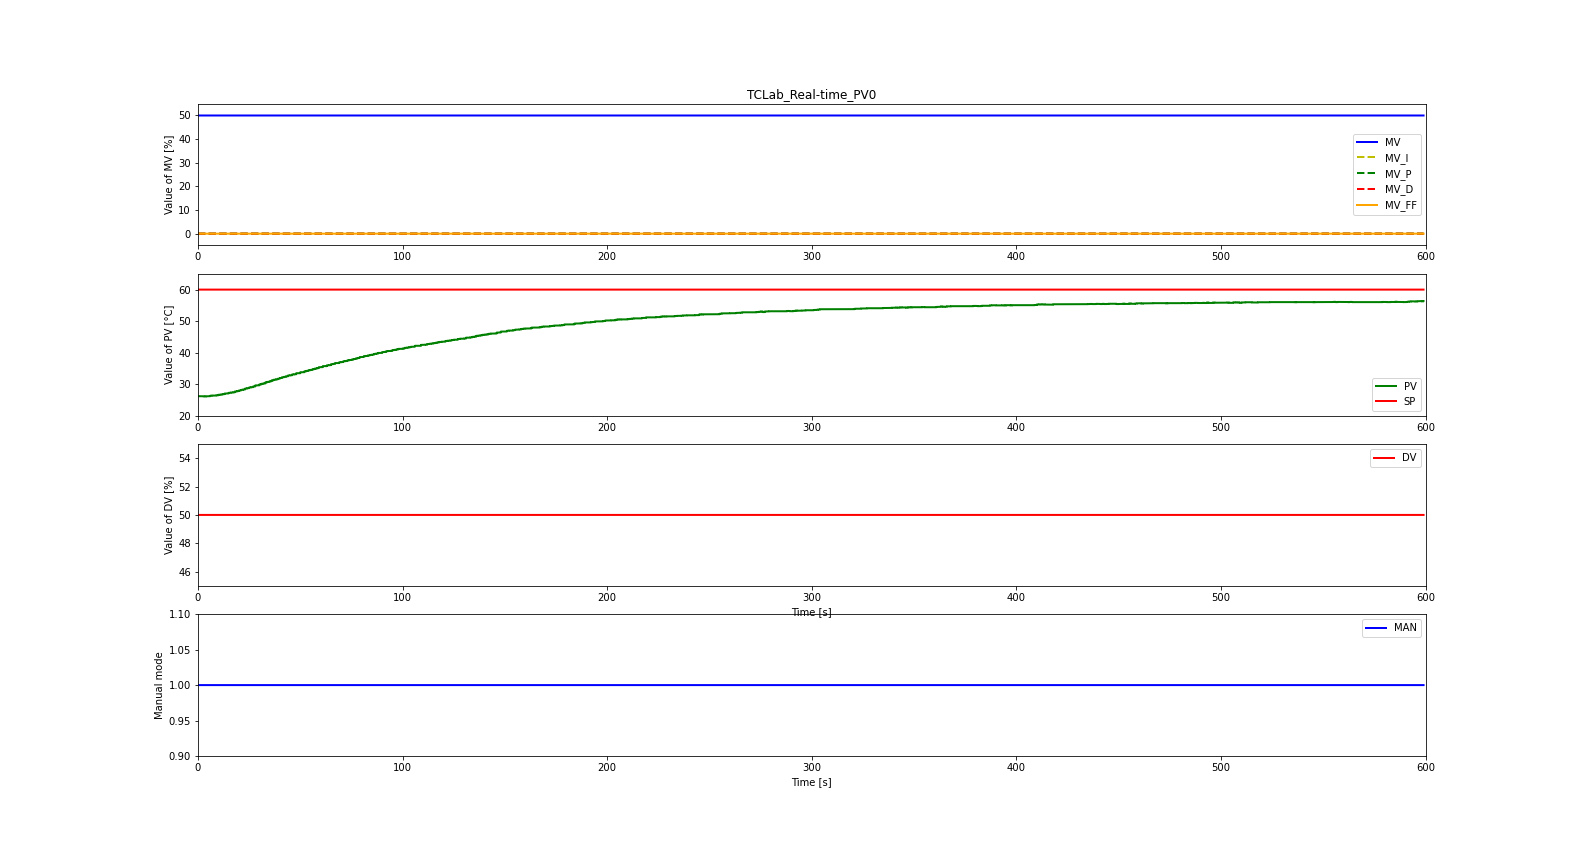 TCLab_Real-time_PV0
Value of MV [%]
50
40
30
20
10
0
MV
MV_I
MV_P
MV_D
MV_FF
0 100 200 300 400 500 600
Value of PV [°C]
60
50
40
30
20
PV
SP
0 100 200 300 400 500 600
Value of DV [%]
54
52
50
48
46
DV
0 100 200 300 400 500 600
Time [s]
Manual mode
1.10
1.05
1.00
0.95
0.90
MAN
0 100 200 300 400 500 600
Time [s]